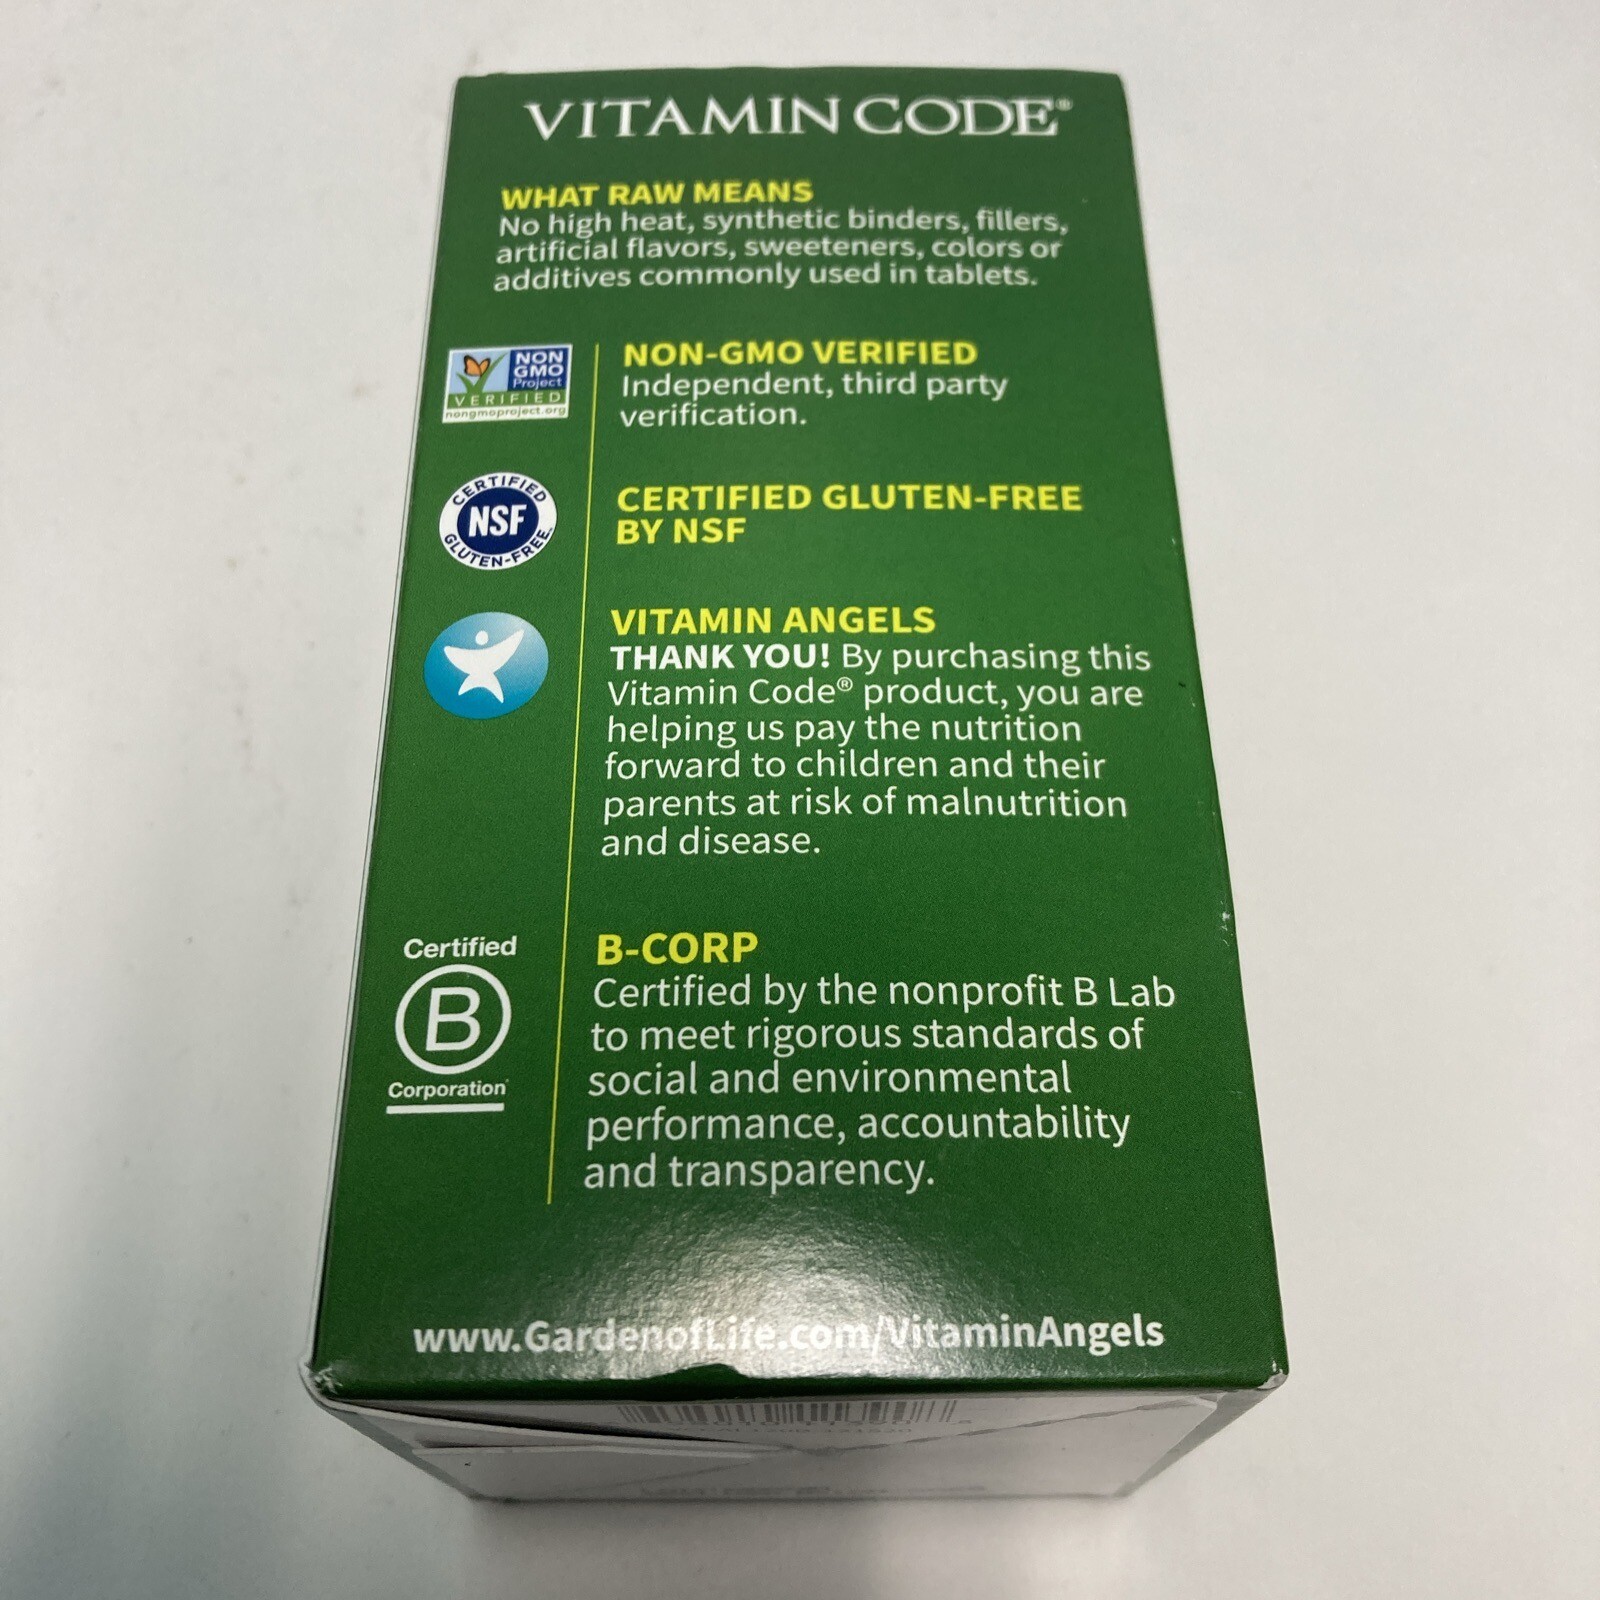 VITAMIN CODE®
WHAT RAW MEANS
No high heat, synthetic binders, fillers,
artificial flavors, sweeteners, colors or
additives commonly used in tablets.
NON
GMO
Project
VERIFIED
nongmoproject.org
NON-GMO VERIFIED
Independent, third party
verification.
CERTIFIED
NSF
GLUTEN-FREE
CERTIFIED GLUTEN-FREE
BY NSF
VITAMIN ANGELS
THANK YOU! By purchasing this
Vitamin Code® product, you are
helping us pay the nutrition
forward to children and their
parents at risk of malnutrition
and disease.
Certified
B
Corporation
B-CORP
Certified by the nonprofit B Lab
to meet rigorous standards of
social and environmental
performance, accountability
and transparency.
www.GardenofLife.com/VitaminAngels